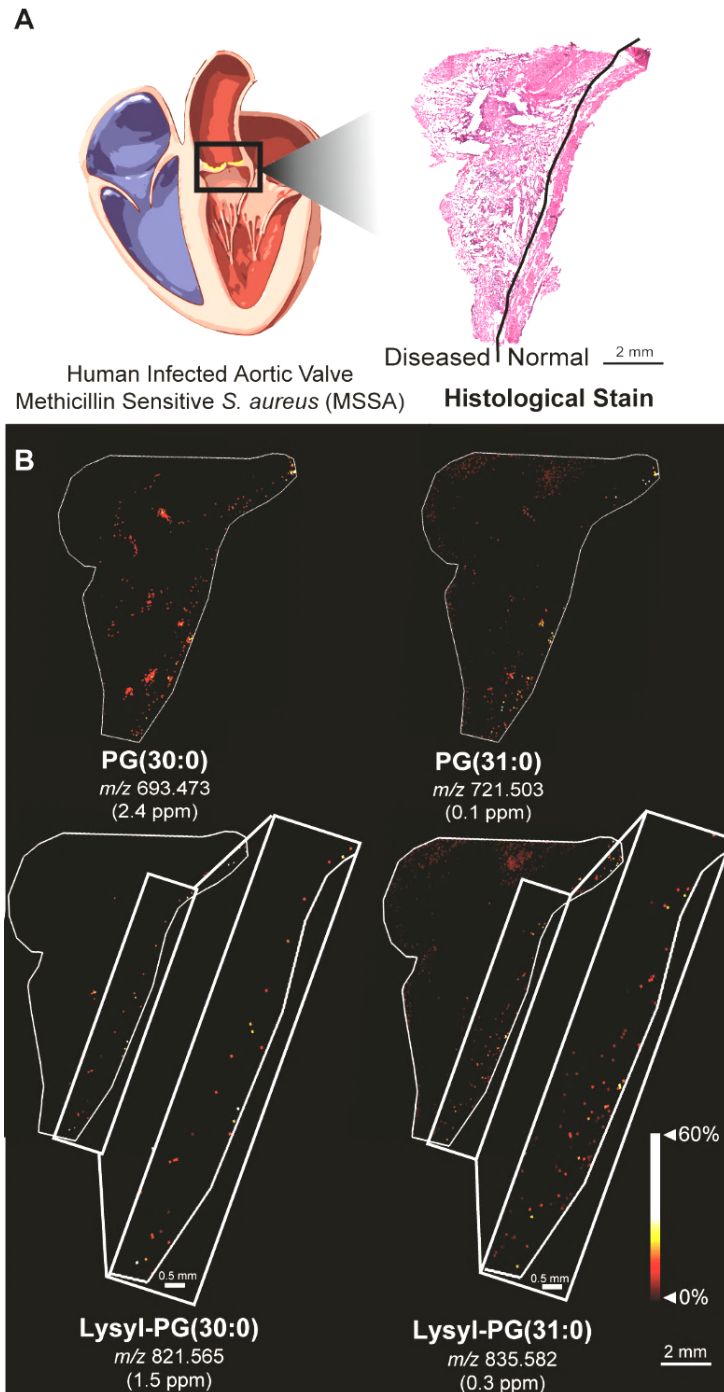 A
Diseased Normal
2 mm
Human Infected Aortic Valve
Methicillin Sensitive S. aureus (MSSA)
Histological Stain
B
PG(30:0)
m/z 693.473
(2.4 ppm)
PG(31:0)
m/z 721.503
(0.1 ppm)
60%
0%
0.5 mm
0.5 mm
Lysyl-PG(30:0)
m/z 821.565
(1.5 ppm)
Lysyl-PG(31:0)
m/z 835.582
(0.3 ppm)
2 mm